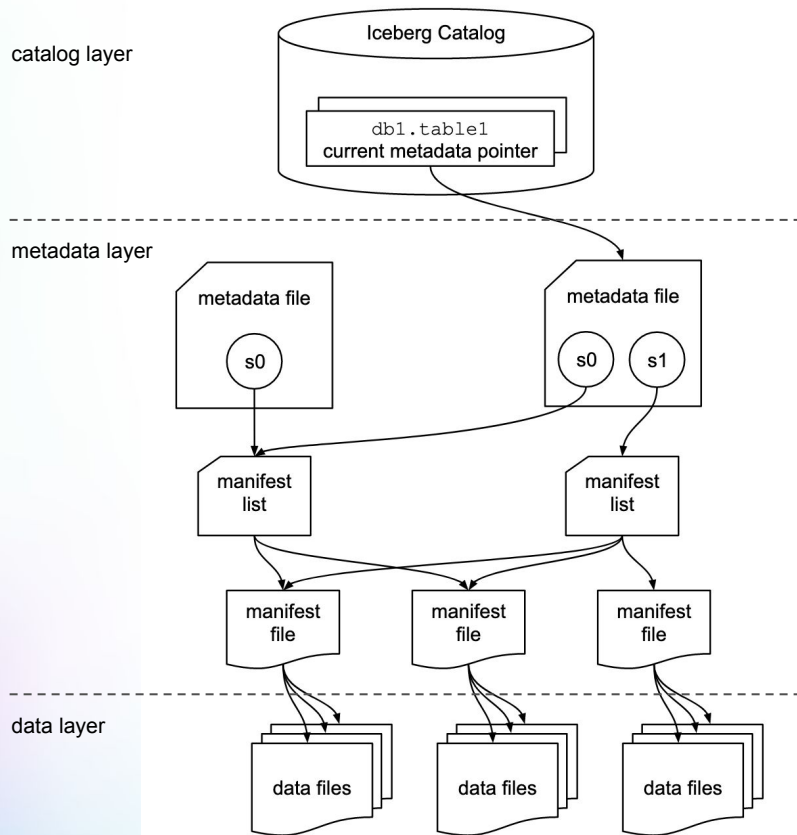 Iceberg Catalog
catalog layer
db1.table1
current metadata pointer
metadata layer
metadata file
metadata file
s0
s0
s1
manifest
list
manifest
list
manifest
file
manifest
file
manifest
file
data layer
data files
data files
data files